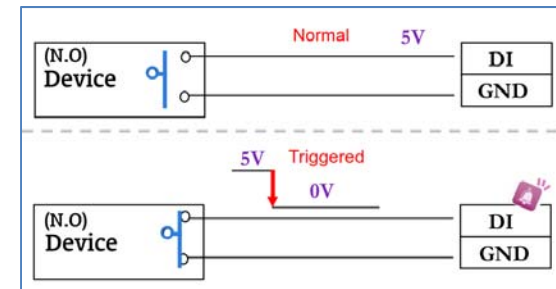 Normal 5V
(N.O)
Device
DI
GND
5V Triggered
0V
(N.O)
Device
DI
GND